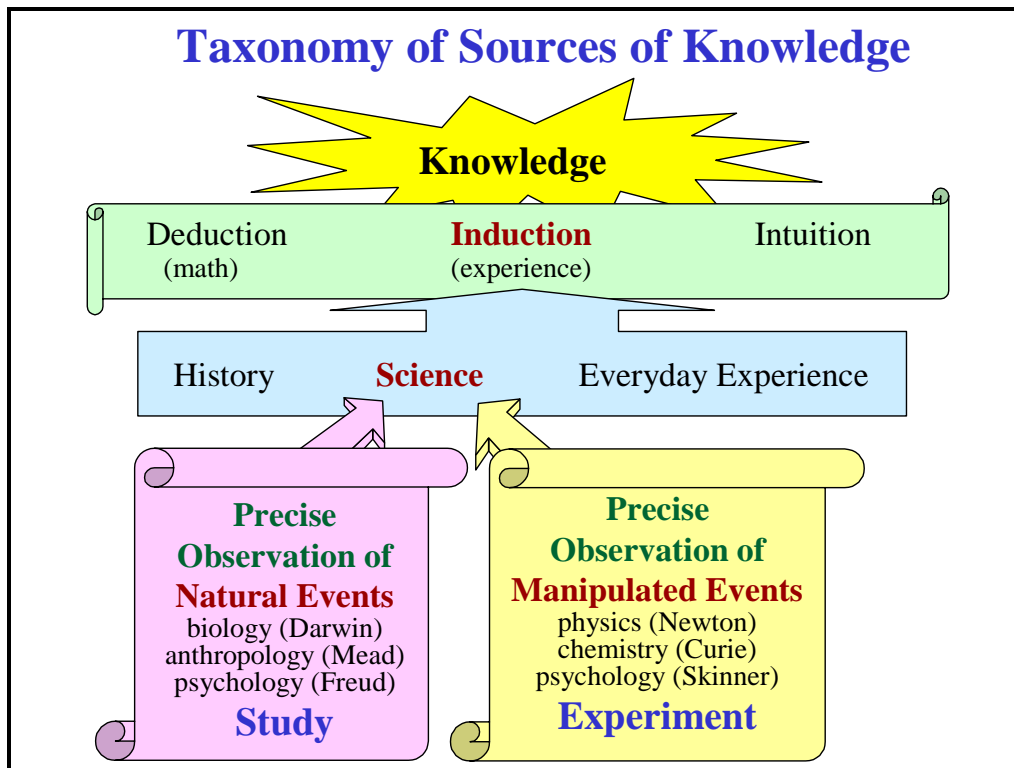 Taxonomy of Sources of Knowledge
Knowledge
Deduction Induction Intuition
(math) (experience)
History Science Everyday Experience
Precise
Observation of
Natural Events
biology (Darwin)
anthropology (Mead)
psychology (Freud)
Study
Precise
Observation of
Manipulated Events
physics (Newton)
chemistry (Curie)
psychology (Skinner)
Experiment